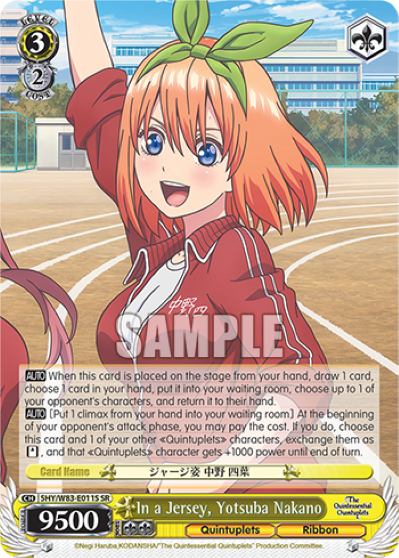 LEVEL
3
2
COST
中野四
SAMPLE
AUTO When this card is placed on the stage from your hand, draw 1 card,
choose 1 card in your hand, put it into your waiting room, choose up to 1 of
your opponent's characters, and return it to their hand.
AUTO [Put 1 climax from your hand into your waiting room] At the beginning
of your opponent's attack phase, you may pay the cost. If you do, choose
this card and 1 of your other «Quintuplets» characters, exchange them as
rest, and that «Quintuplets» character gets +1000 power until end of turn.
Card Name
ジャージ姿 中野 四葉
CH
5HY/W83-E011S SR
In a Jersey, Yotsuba Nakano
The
Quintessential
Quintuplets
9500
Quintuplets
Ribbon
©Negi Haruba,KODANSHA/"The Quintessential Quintuplets" Production Committee